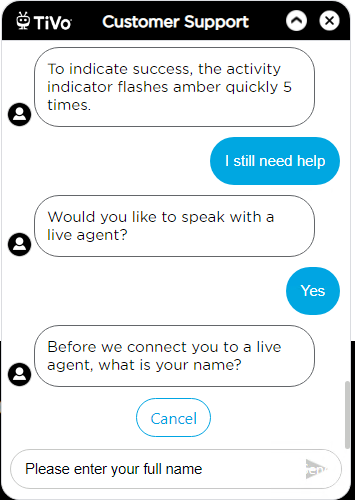 TiVo Customer Support
To indicate success, the activity
indicator flashes amber quickly 5
times.
I still need help
Would you like to speak with a
live agent?
Yes
Before we connect you to a live
agent, what is your name?
Cancel
Please enter your full name